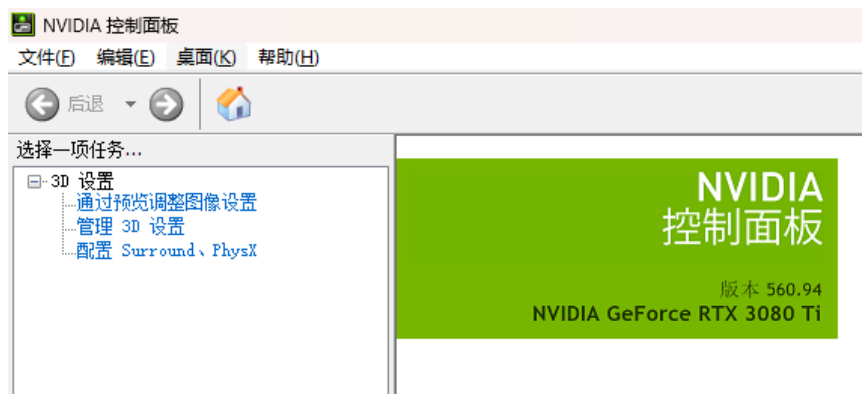 NVIDIA 控制面板
文件(F) 编辑(E) 桌面(K) 帮助(H)
后退
选择一项任务...
3D 设置
通过预览调整图像设置
管理 3D 设置
配置 Surround、PhysX
NVIDIA
控制面板
版本 560.94
NVIDIA GeForce RTX 3080 Ti